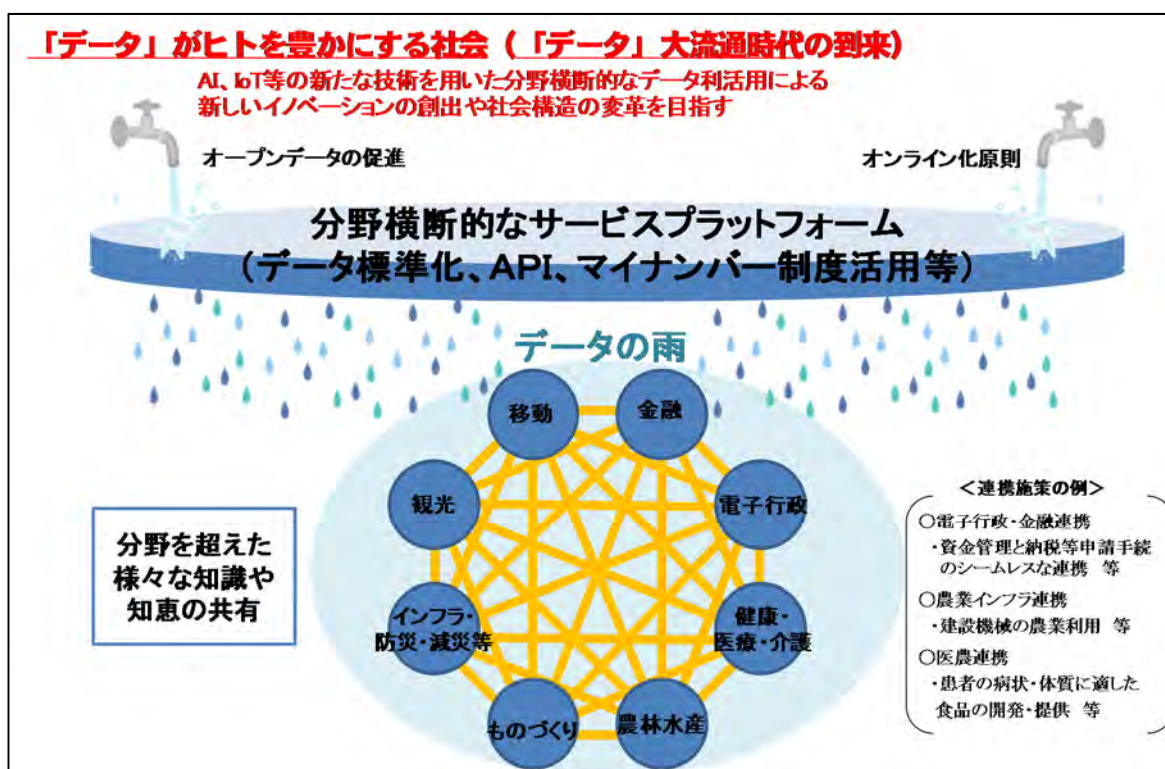 「データ」がヒトを豊かにする社会（「データ」大流通時代の到来）
AI、IoT等の新たな技術を用いた分野横断的なデータ利活用による
新しいイノベーションの創出や社会構造の変革を目指す
オープンデータの促進
オンライン化原則
分野横断的なサービスプラットフォーム
（データ標準化、API、マイナンバー制度活用等）
データの雨
移動
金融
観光
電子行政
インフラ・
防災・減災等
健康・
医療・介護
ものづくり
農林水産
分野を超えた
様々な知識や
知恵の共有
＜連携施策の例＞
○電子行政・金融連携
・資金管理と納税等申請手続
のシームレスな連携 等
○農業インフラ連携
・建設機械の農業利用 等
○医農連携
・患者の病状・体質に適した
食品の開発・提供 等